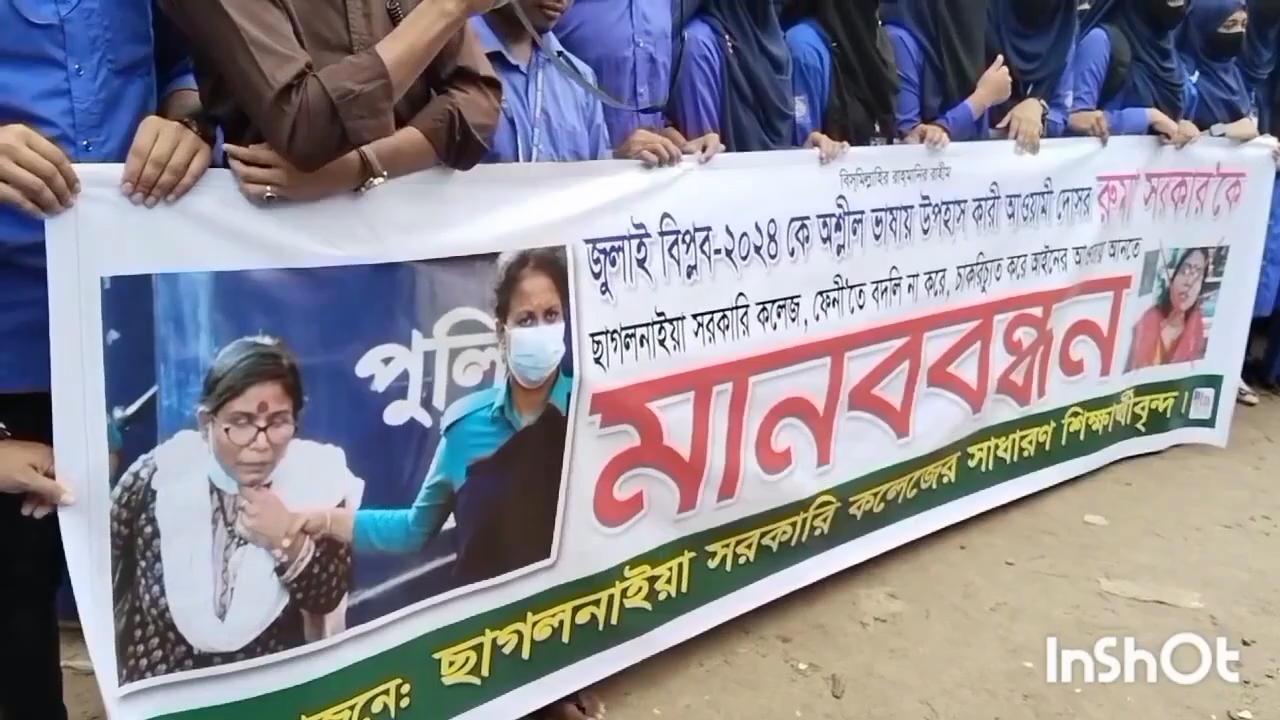 বিস্‌মিল্লাহির রাহ্‌মানির রাহীম
জুলাই বিপ্লব-২০২৪ কে অশ্লীল ভাষায় উপহাস কারী আওয়ামী দোসর রুমা সরকার'কে
ছাগলনাইয়া সরকারি কলেজ, ফেনী'তে বদলি না করে, চাকরিচ্যুত করে আইনের আওতায় আনতে
মানববন্ধন
পুলি
জনে: ছাগলনাইয়া সরকারি কলেজের সাধারণ শিক্ষার্থীবৃন্দ।
InShOt